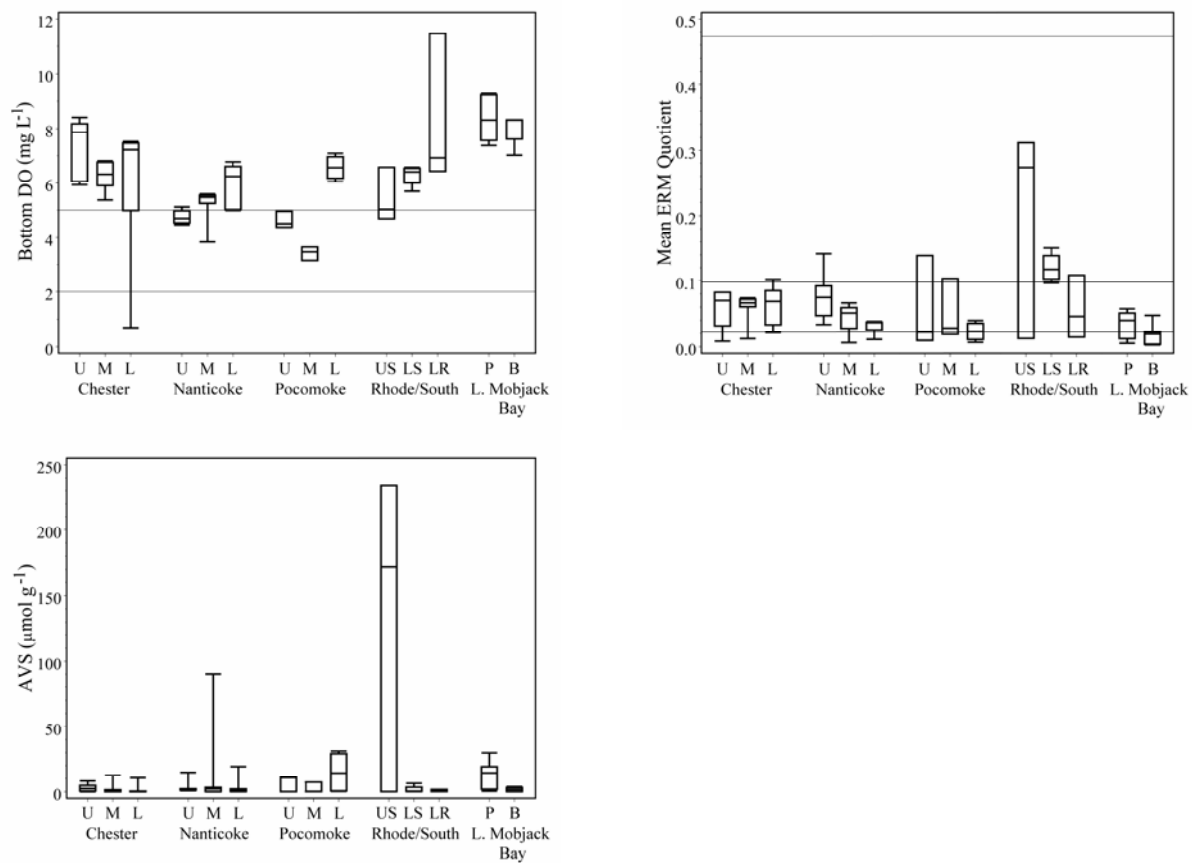 12
10
8
6
4
2
0
Bottom DO (mg L-1)
U M L U M L U M L US LS LR P B
Chester Nanticoke Pocomoke Rhode/South L. Mobjack
Bay
0.5
0.4
0.3
0.2
0.1
0.0
Mean ERM Quotient
U M L U M L U M L US LS LR P B
Chester Nanticoke Pocomoke Rhode/South L. Mobjack
Bay
250
200
150
100
50
0
AVS (µmol g-1)
U M L U M L U M L US LS LR P B
Chester Nanticoke Pocomoke Rhode/South L. Mobjack
Bay